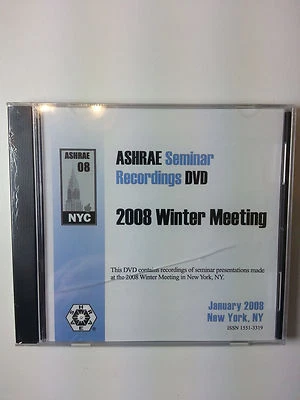 ASHRAE
08
NYC
ASHRAE Seminar
Recordings DVD
2008 Winter Meeting
This DVD contains recordings of seminar presentations made
at the 2008 Winter Meeting in New York, NY.
January 2008
New York, NY
ISSN 1531-3319